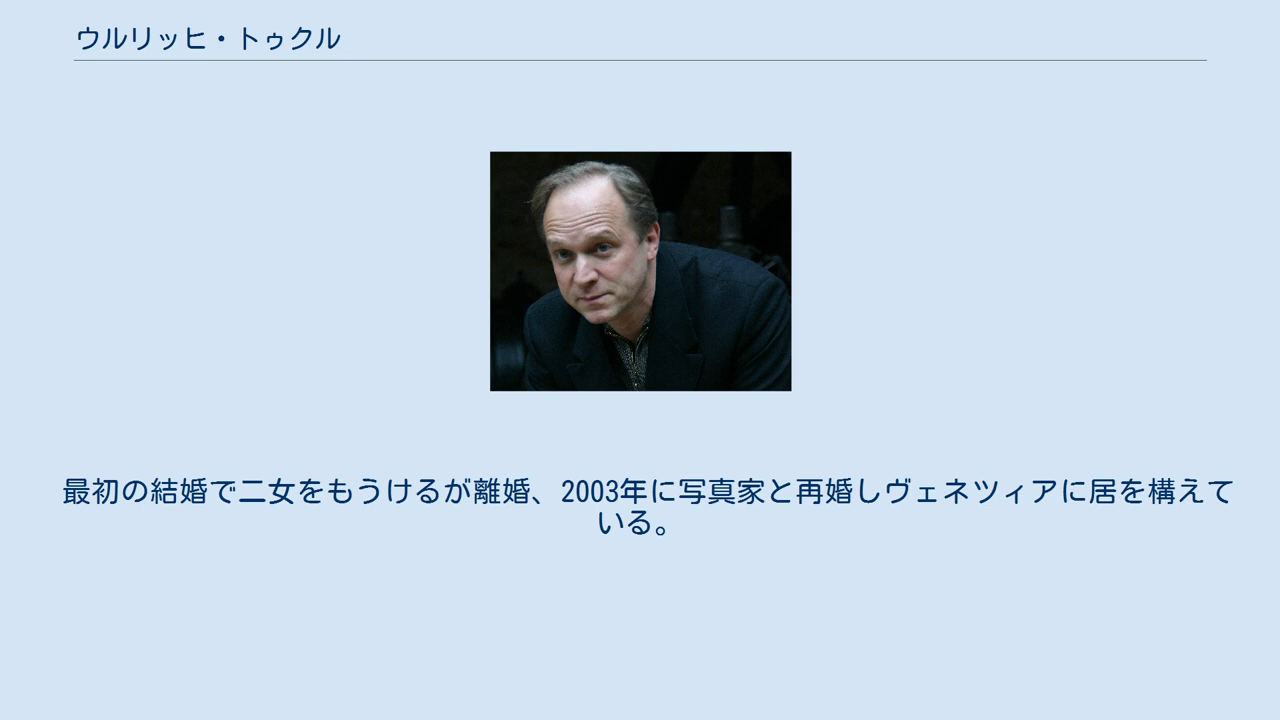 ウルリッヒ・トゥクル
最初の結婚で二女をもうけるが離婚、2003年に写真家と再婚しヴェネツィアに居を構えて
いる。